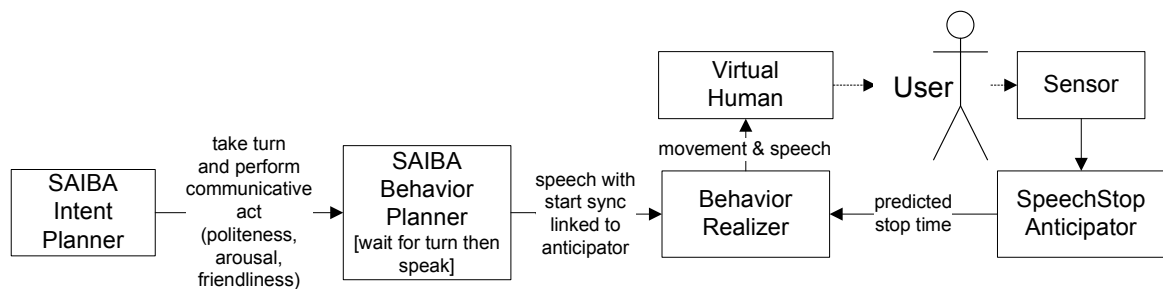 SAIBA
Intent
Planner
take turn
and perform
communicative
act
(politeness,
arousal,
friendliness)
SAIBA
Behavior
Planner
[wait for turn then
speak]
speech with
start sync
linked to
anticipator
Virtual
Human
movement & speech
Behavior
Realizer
User
Sensor
predicted
stop time
SpeechStop
Anticipator